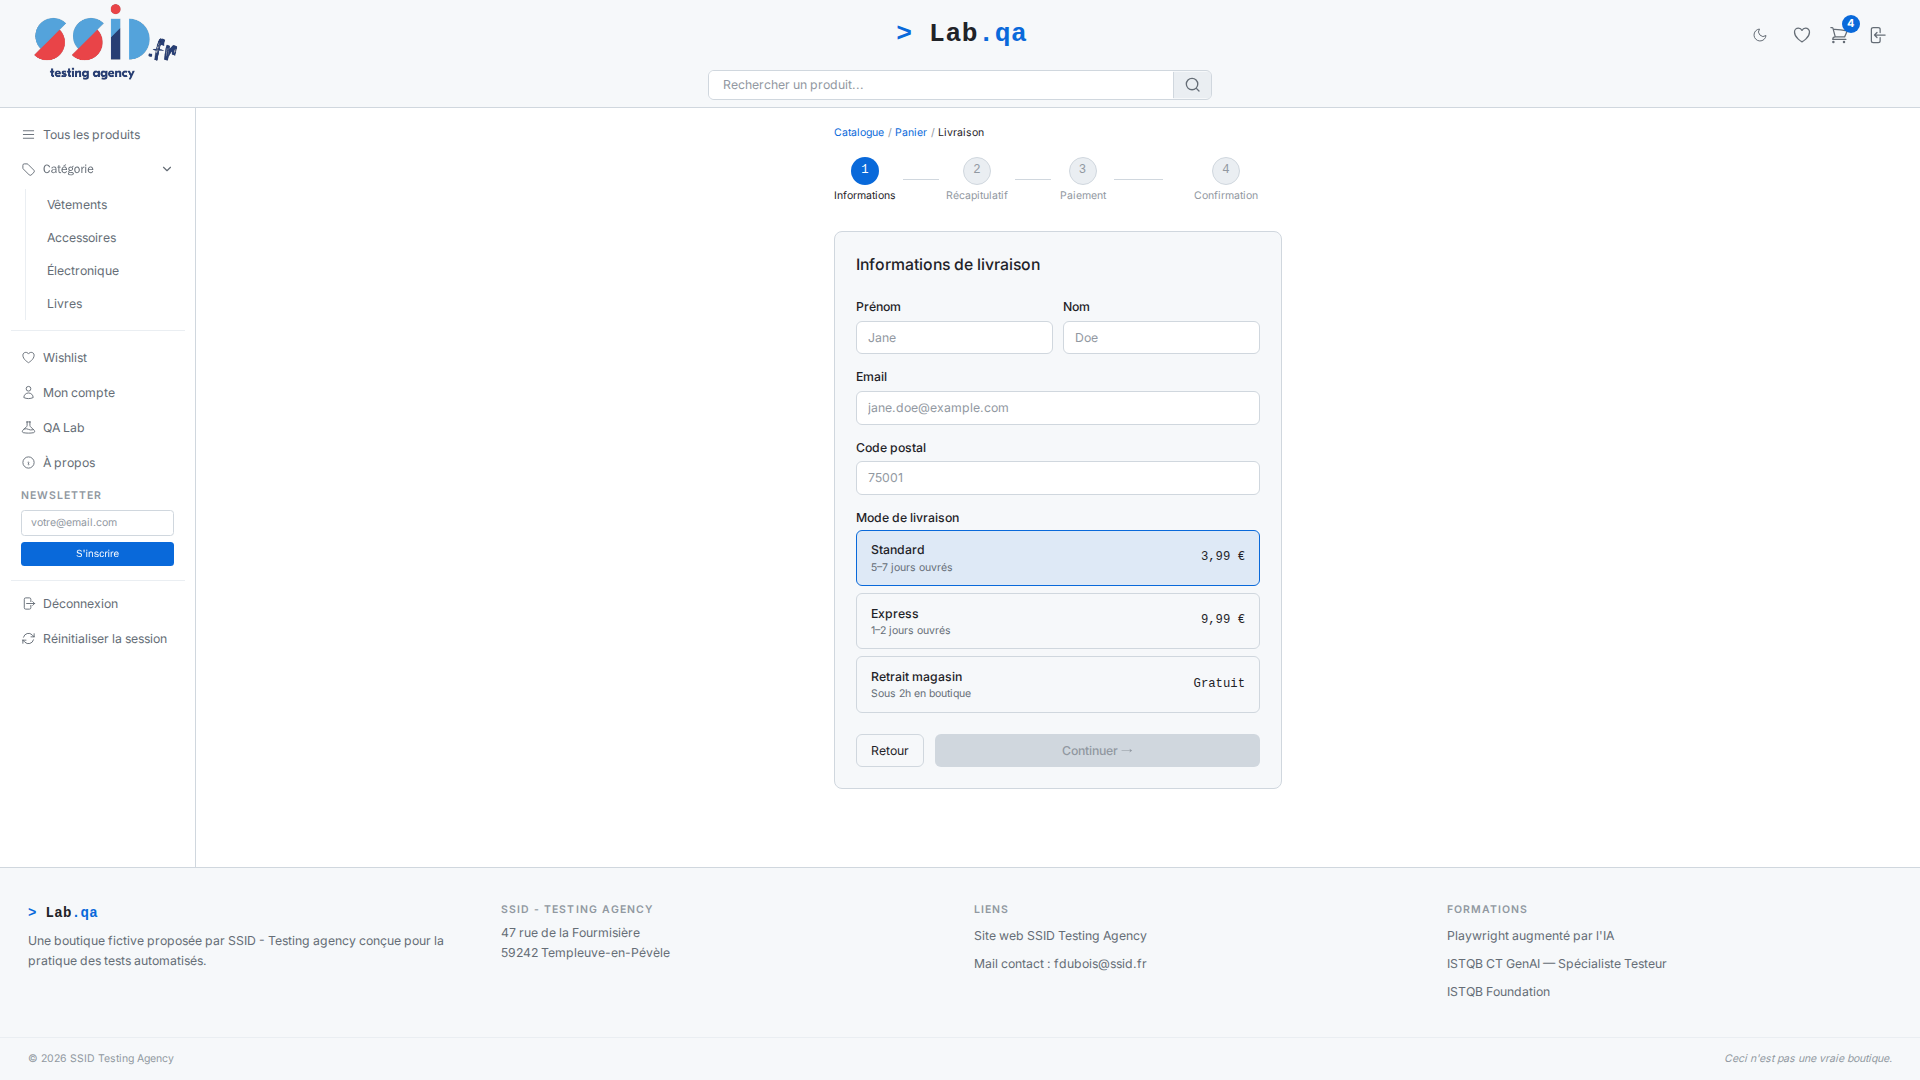 ssiD.fr
testing agency
> Lab.qa
4
Rechercher un produit...
Tous les produits
Catégorie
Vêtements
Accessoires
Électronique
Livres
Wishlist
Mon compte
QA Lab
À propos
NEWSLETTER
votre@email.com
S'inscrire
Déconnexion
Réinitialiser la session
Catalogue / Panier / Livraison
1 2 3 4
Informations Récapitulatif Paiement Confirmation
Informations de livraison
Prénom Nom
Jane Doe
Email
jane.doe@example.com
Code postal
75001
Mode de livraison
Standard
5–7 jours ouvrés
3,99 €
Express
1–2 jours ouvrés
9,99 €
Retrait magasin
Sous 2h en boutique
Gratuit
Retour Continuer →
> Lab.qa
Une boutique fictive proposée par SSID - Testing agency conçue pour la
pratique des tests automatisés.
SSID - TESTING AGENCY
47 rue de la Fourmisière
59242 Templeuve-en-Pévèle
LIENS
Site web SSID Testing Agency
Mail contact : fdubois@ssid.fr
FORMATIONS
Playwright augmenté par l'IA
ISTQB CT GenAI — Spécialiste Testeur
ISTQB Foundation
© 2026 SSID Testing Agency
Ceci n'est pas une vraie boutique.